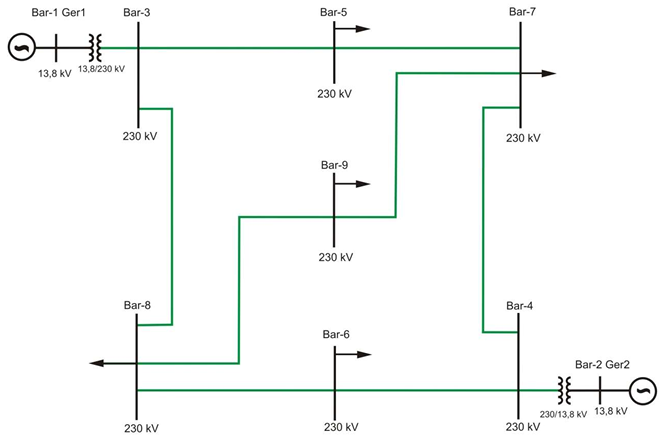 Bar-1 Ger1
Bar-3
Bar-5
Bar-7
13,8 kV
13,8/230 kV
230 kV
230 kV
230 kV
Bar-9
230 kV
Bar-8
Bar-6
Bar-4
Bar-2 Ger2
230/13,8 kV
13,8 kV
230 kV
230 kV
230 kV